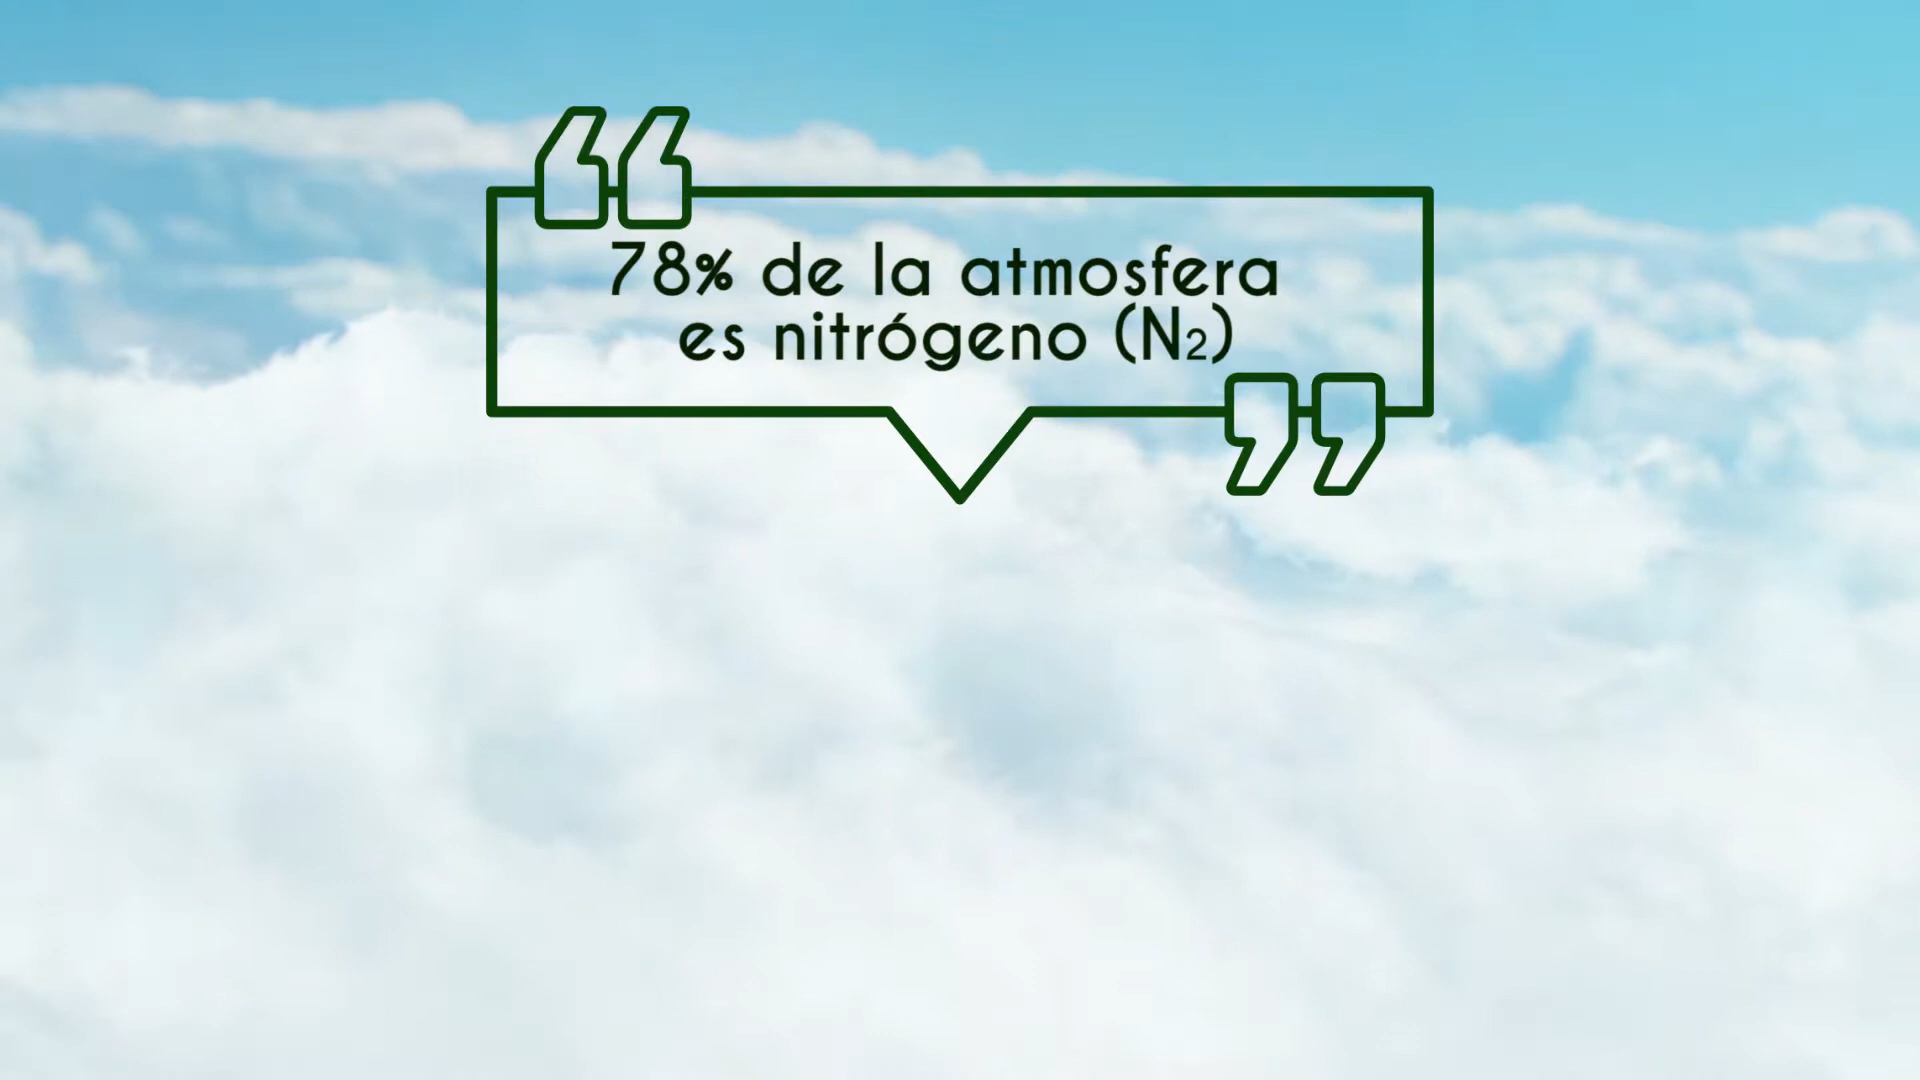 78% de la atmosfera
es nitrógeno (N₂)